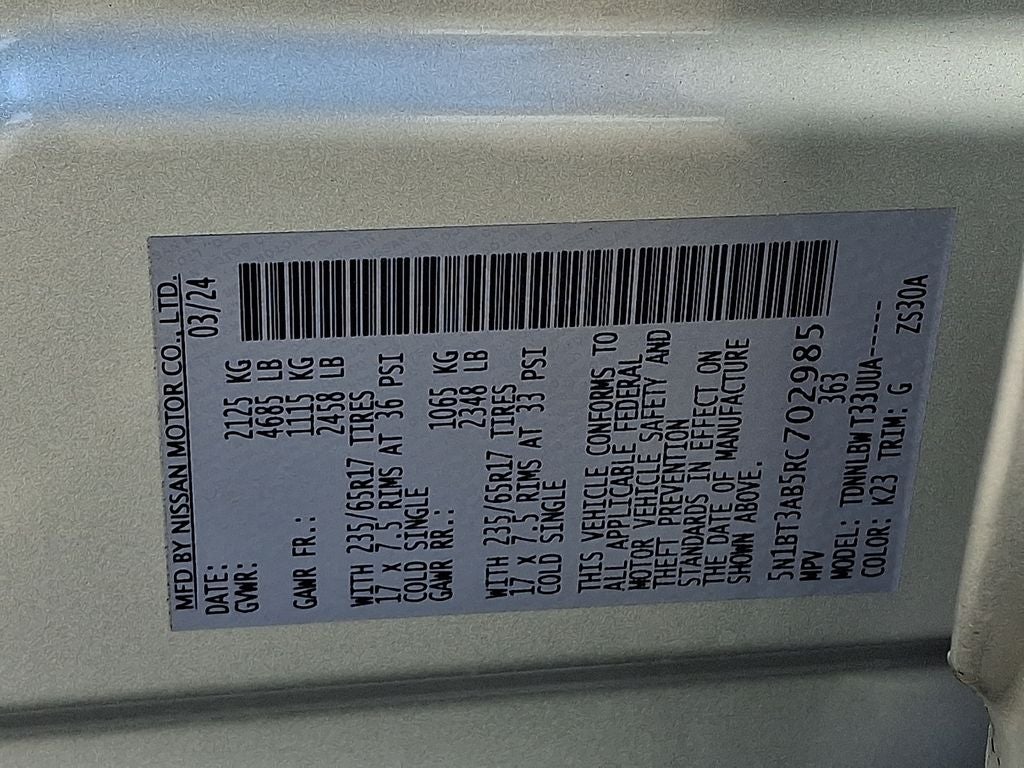 MFD BY NISSAN MOTOR CO., LTD.
DATE: 03/24
GVWR: 2125 KG
4685 LB
GAWR FR.: 1115 KG
2458 LB
WITH 235/65R17 TIRES
17 X 7.5 RIMS AT 36 PSI
COLD SINGLE
GAWR RR.: 1065 KG
2348 LB
WITH 235/65R17 TIRES
17 X 7.5 RIMS AT 33 PSI
COLD SINGLE
THIS VEHICLE CONFORMS TO
ALL APPLICABLE FEDERAL
MOTOR VEHICLE SAFETY AND
THEFT PREVENTION
STANDARDS IN EFFECT ON
THE DATE OF MANUFACTURE
SHOWN ABOVE.
5N1BT3AB5RC702985
MPV 363
MODEL: TDNNLBW T33UUA-----
COLOR: K23 TRIM: G ZS30A